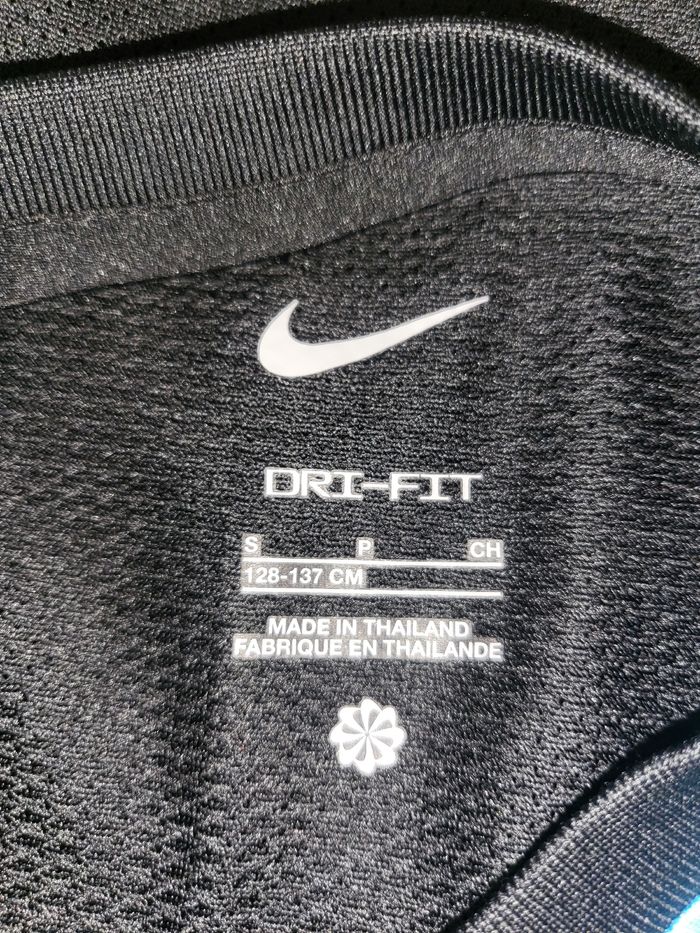 DRI-FIT
S P CH
128-137 CM
MADE IN THAILAND
FABRIQUE EN THAILANDE